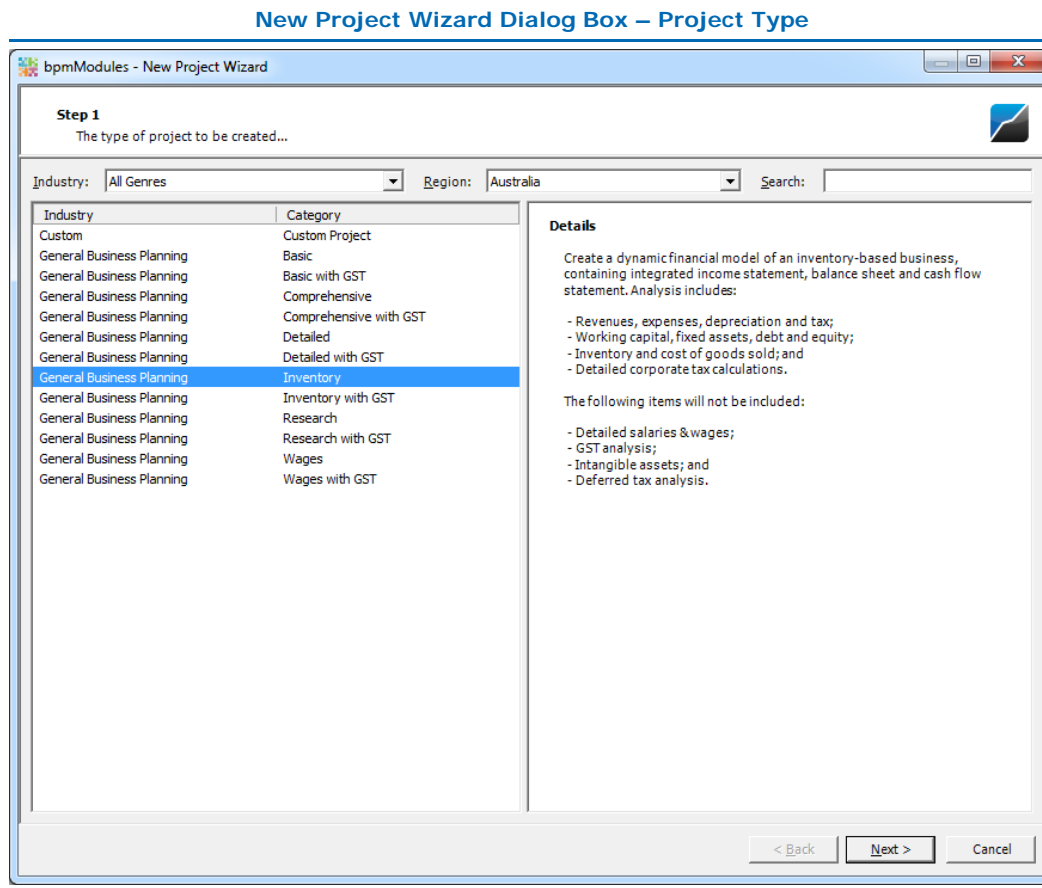 New Project Wizard Dialog Box – Project Type
bpmModules - New Project Wizard
Step 1
The type of project to be created...
Industry: All Genres Region: Australia Search:
Industry Category
Custom Custom Project
General Business Planning Basic
General Business Planning Basic with GST
General Business Planning Comprehensive
General Business Planning Comprehensive with GST
General Business Planning Detailed
General Business Planning Detailed with GST
General Business Planning Inventory
General Business Planning Inventory with GST
General Business Planning Research
General Business Planning Research with GST
General Business Planning Wages
General Business Planning Wages with GST
Details
Create a dynamic financial model of an inventory-based business,
containing integrated income statement, balance sheet and cash flow
statement. Analysis includes:
- Revenues, expenses, depreciation and tax;
- Working capital, fixed assets, debt and equity;
- Inventory and cost of goods sold; and
- Detailed corporate tax calculations.
The following items will not be included:
- Detailed salaries & wages;
- GST analysis;
- Intangible assets; and
- Deferred tax analysis.
< Back Next > Cancel